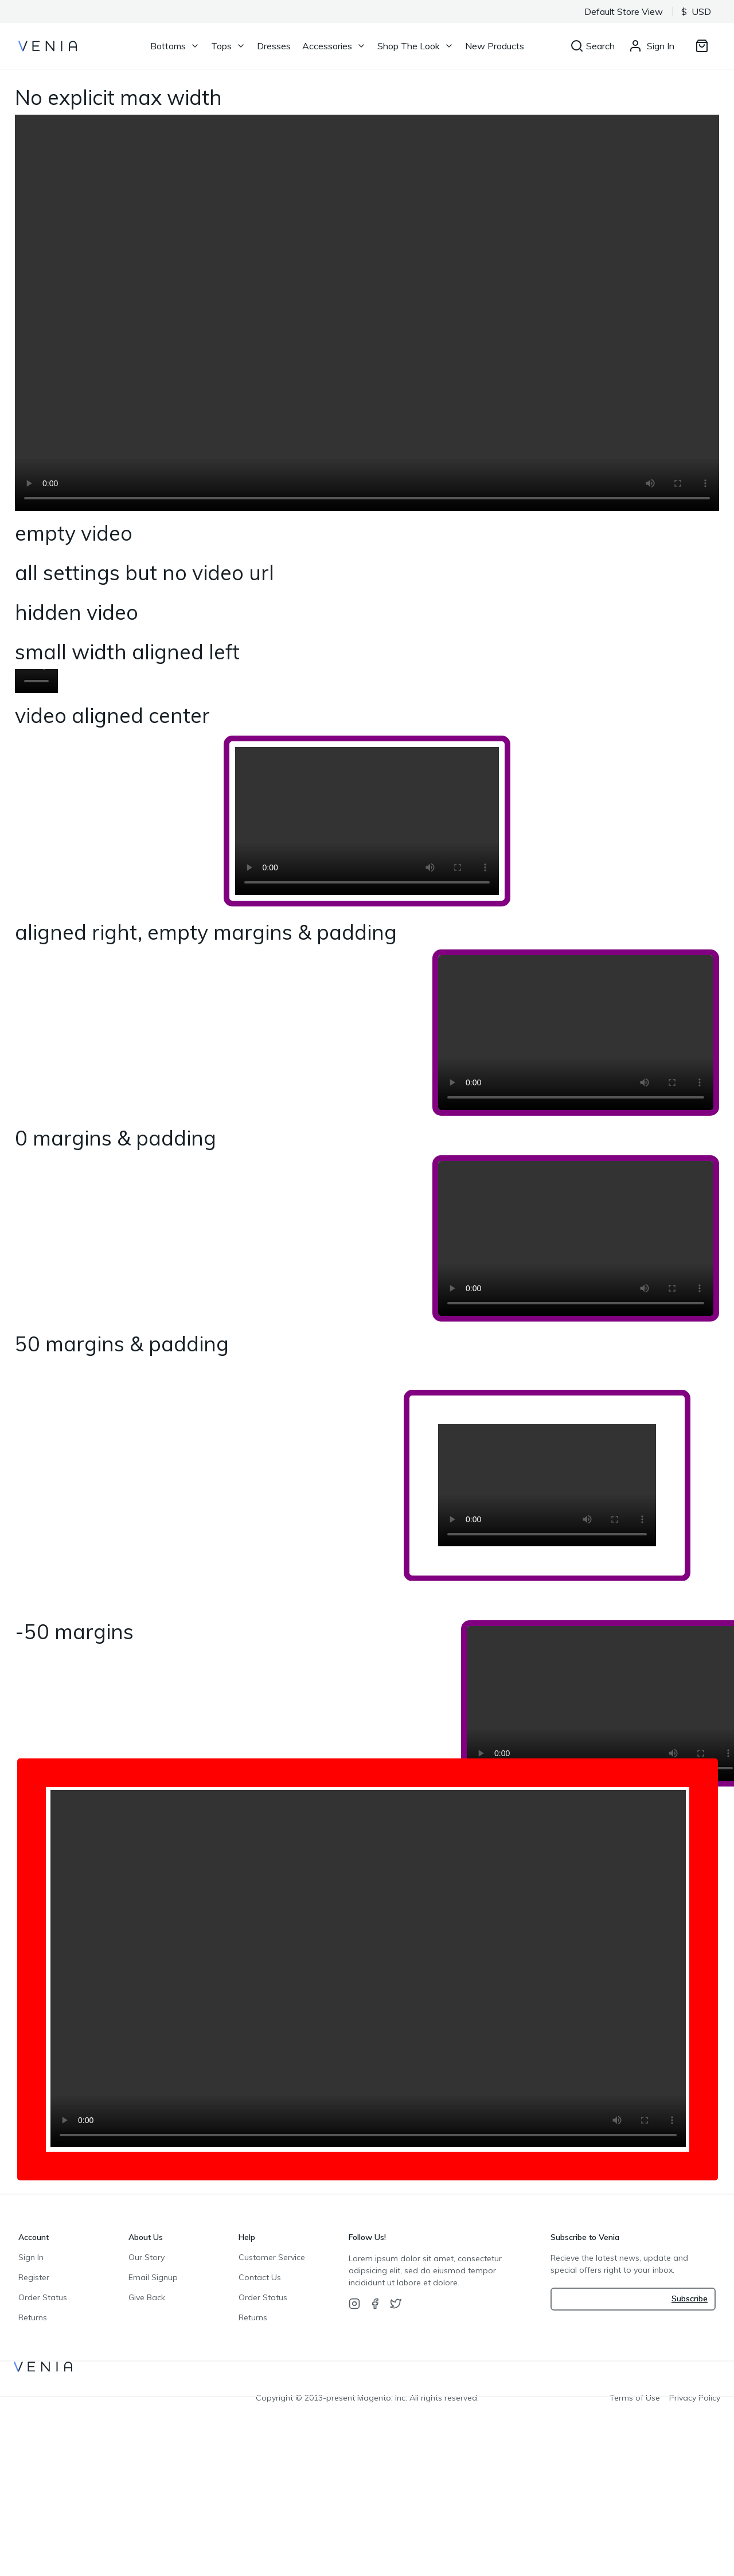 Default Store View
$ USD
VENIA
Bottoms
Tops
Dresses
Accessories
Shop The Look
New Products
Search
Sign In
No explicit max width
0:00
empty video
all settings but no video url
hidden video
small width aligned left
video aligned center
0:00
aligned right, empty margins & padding
0:00
0 margins & padding
0:00
50 margins & padding
0:00
-50 margins
0:00
0:00
Account
Sign In
Register
Order Status
Returns
About Us
Our Story
Email Signup
Give Back
Help
Customer Service
Contact Us
Order Status
Returns
Follow Us!
Lorem ipsum dolor sit amet, consectetur
adipsicing elit, sed do eiusmod tempor
incididunt ut labore et dolore.
Subscribe to Venia
Recieve the latest news, update and
special offers right to your inbox.
Subscribe
VENIA
Copyright © 2013-present Magento, Inc. All rights reserved.
Terms of Use
Privacy Policy